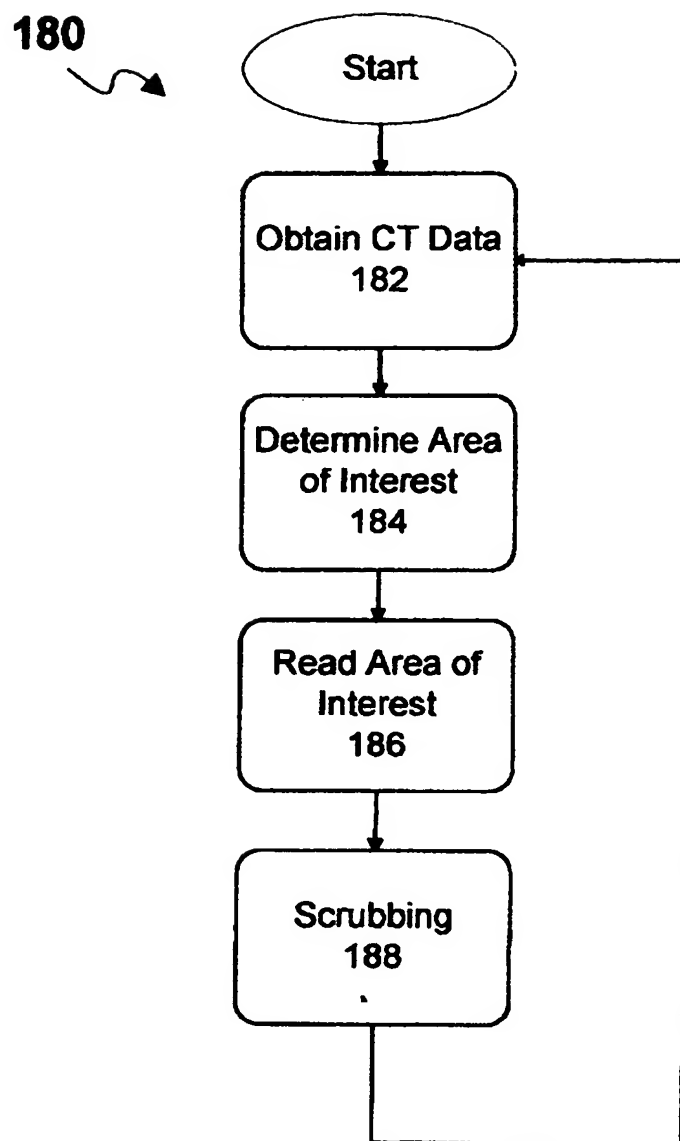 180
Start
Obtain CT Data
182
Determine Area
of Interest
184
Read Area of
Interest
186
Scrubbing
188